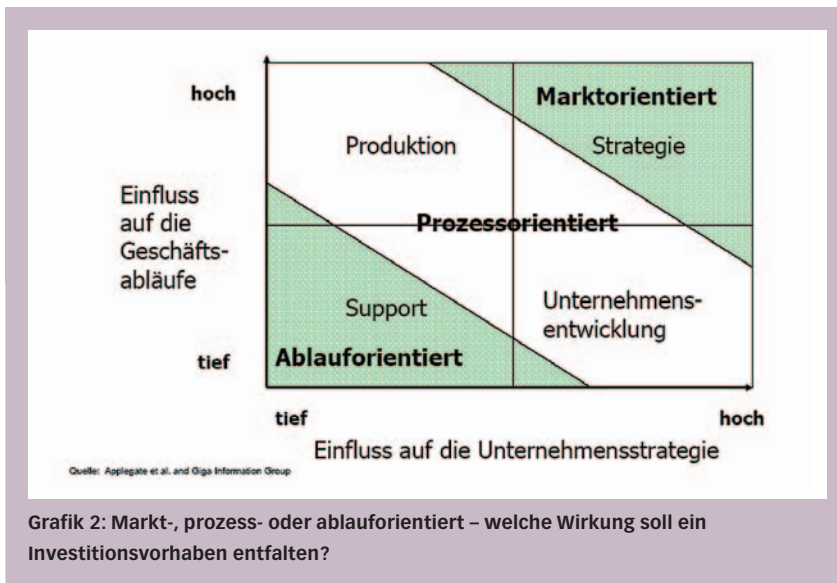 hoch
Marktorientiert
Produktion
Strategie
Einfluss
auf die
Geschäfts-
abläufe
Prozessorientiert
Support
Unternehmens-
entwicklung
Ablauforientiert
tief
tief
hoch
Einfluss auf die Unternehmensstrategie
Quelle: Applegate et al. and Giga Information Group
Grafik 2: Markt-, prozess- oder ablauforientiert – welche Wirkung soll ein
Investitionsvorhaben entfalten?